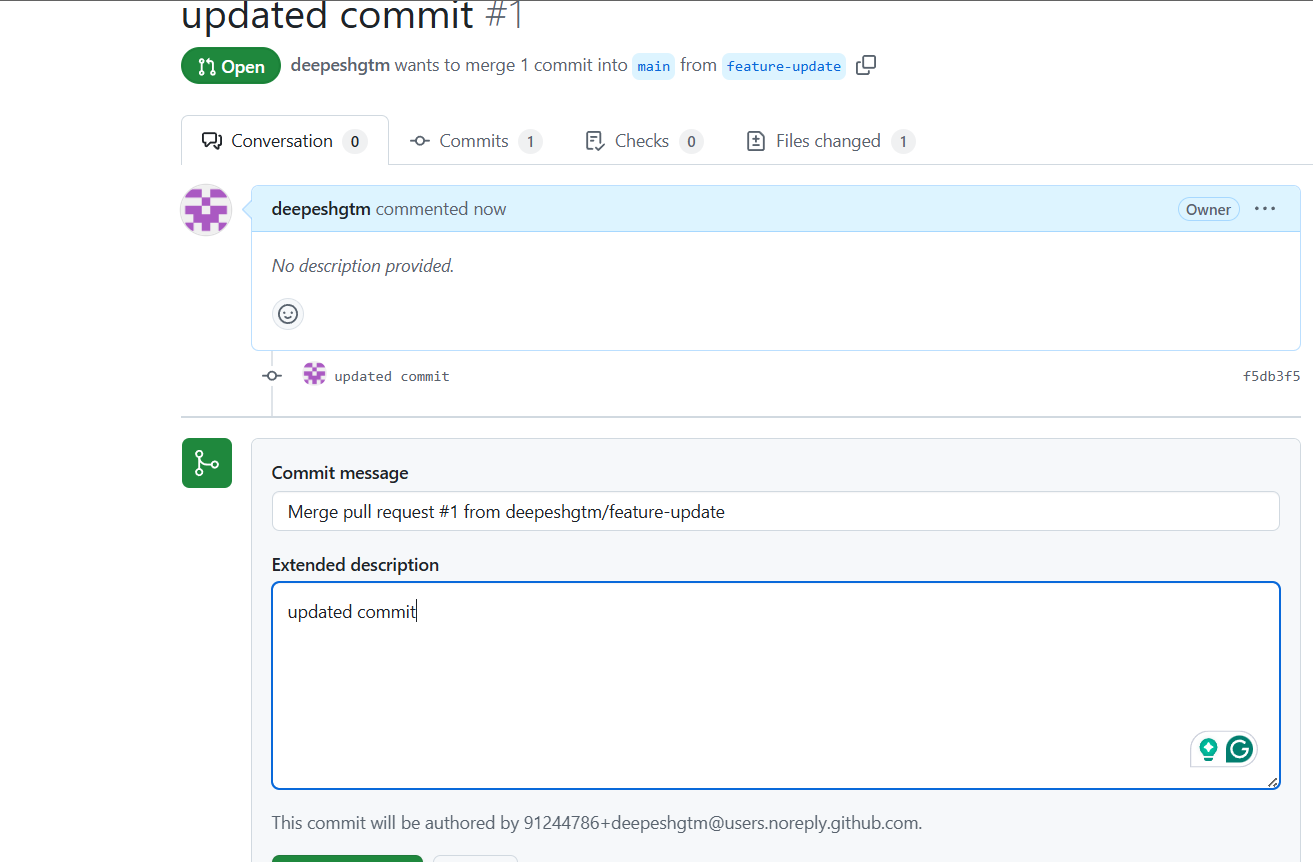 updated commit #1
Open deepeshgtm wants to merge 1 commit into main from feature-update
Conversation 0 Commits 1 Checks 0 Files changed 1
deepeshgtm commented now Owner
No description provided.
updated commit f5db3f5
Commit message
Merge pull request #1 from deepeshgtm/feature-update
Extended description
updated commit
This commit will be authored by 91244786+deepeshgtm@users.noreply.github.com.